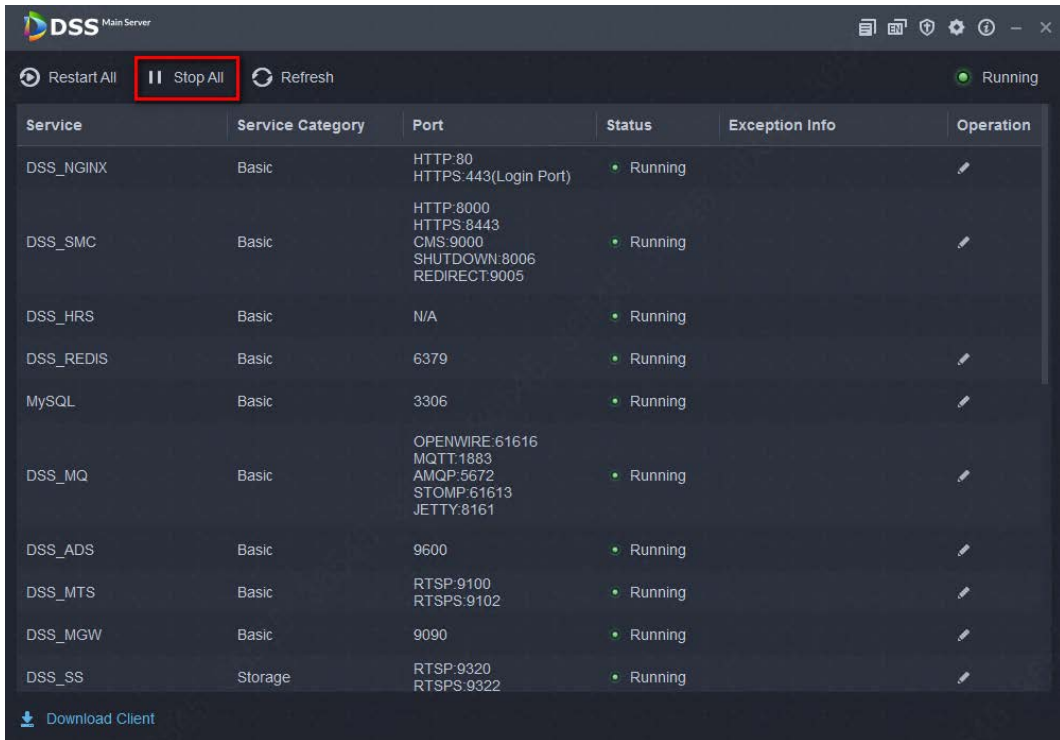 DSS Main Server
EN
Restart All Stop All Refresh Running
Service Service Category Port Status Exception Info Operation
DSS_NGINX Basic HTTP:80 Running
HTTPS:443(Login Port)
DSS_SMC Basic HTTP:8000 Running
HTTPS:8443
CMS:9000
SHUTDOWN:8006
REDIRECT:9005
DSS_HRS Basic N/A Running
DSS_REDIS Basic 6379 Running
MySQL Basic 3306 Running
DSS_MQ Basic OPENWIRE:61616 Running
MQTT:1883
AMQP:5672
STOMP:61613
JETTY:8161
DSS_ADS Basic 9600 Running
DSS_MTS Basic RTSP:9100 Running
RTSPS:9102
DSS_MGW Basic 9090 Running
DSS_SS Storage RTSP:9320 Running
RTSPS:9322
Download Client